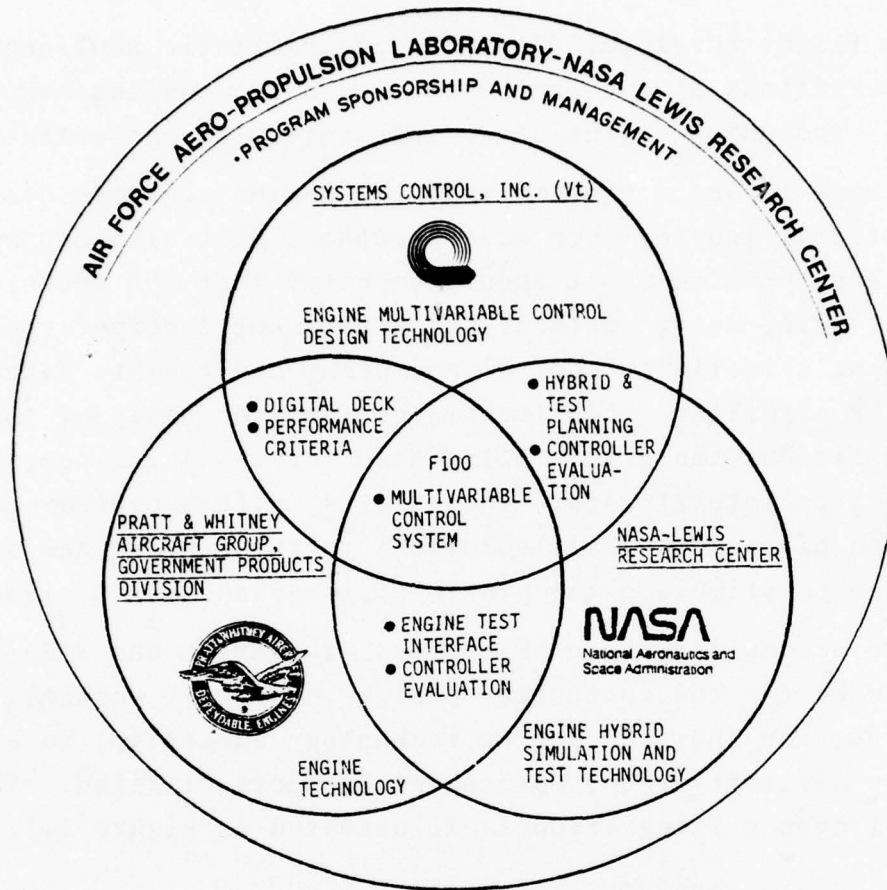 AIR FORCE AERO-PROPULSION LABORATORY-NASA LEWIS RESEARCH CENTER
•PROGRAM SPONSORSHIP AND MANAGEMENT
SYSTEMS CONTROL, INC. (Vt)
ENGINE MULTIVARIABLE CONTROL
DESIGN TECHNOLOGY
● DIGITAL DECK
● PERFORMANCE
CRITERIA
● HYBRID &
TEST
PLANNING
● CONTROLLER
EVALUA-
TION
F100
● MULTIVARIABLE
CONTROL
SYSTEM
PRATT & WHITNEY
AIRCRAFT GROUP,
GOVERNMENT PRODUCTS
DIVISION
NASA-LEWIS
RESEARCH CENTER
PRATT & WHITNEY
DEPENDABLE ENGINES
NASA
National Aeronautics and
Space Administration
● ENGINE TEST
INTERFACE
● CONTROLLER
EVALUATION
ENGINE
TECHNOLOGY
ENGINE HYBRID
SIMULATION AND
TEST TECHNOLOGY